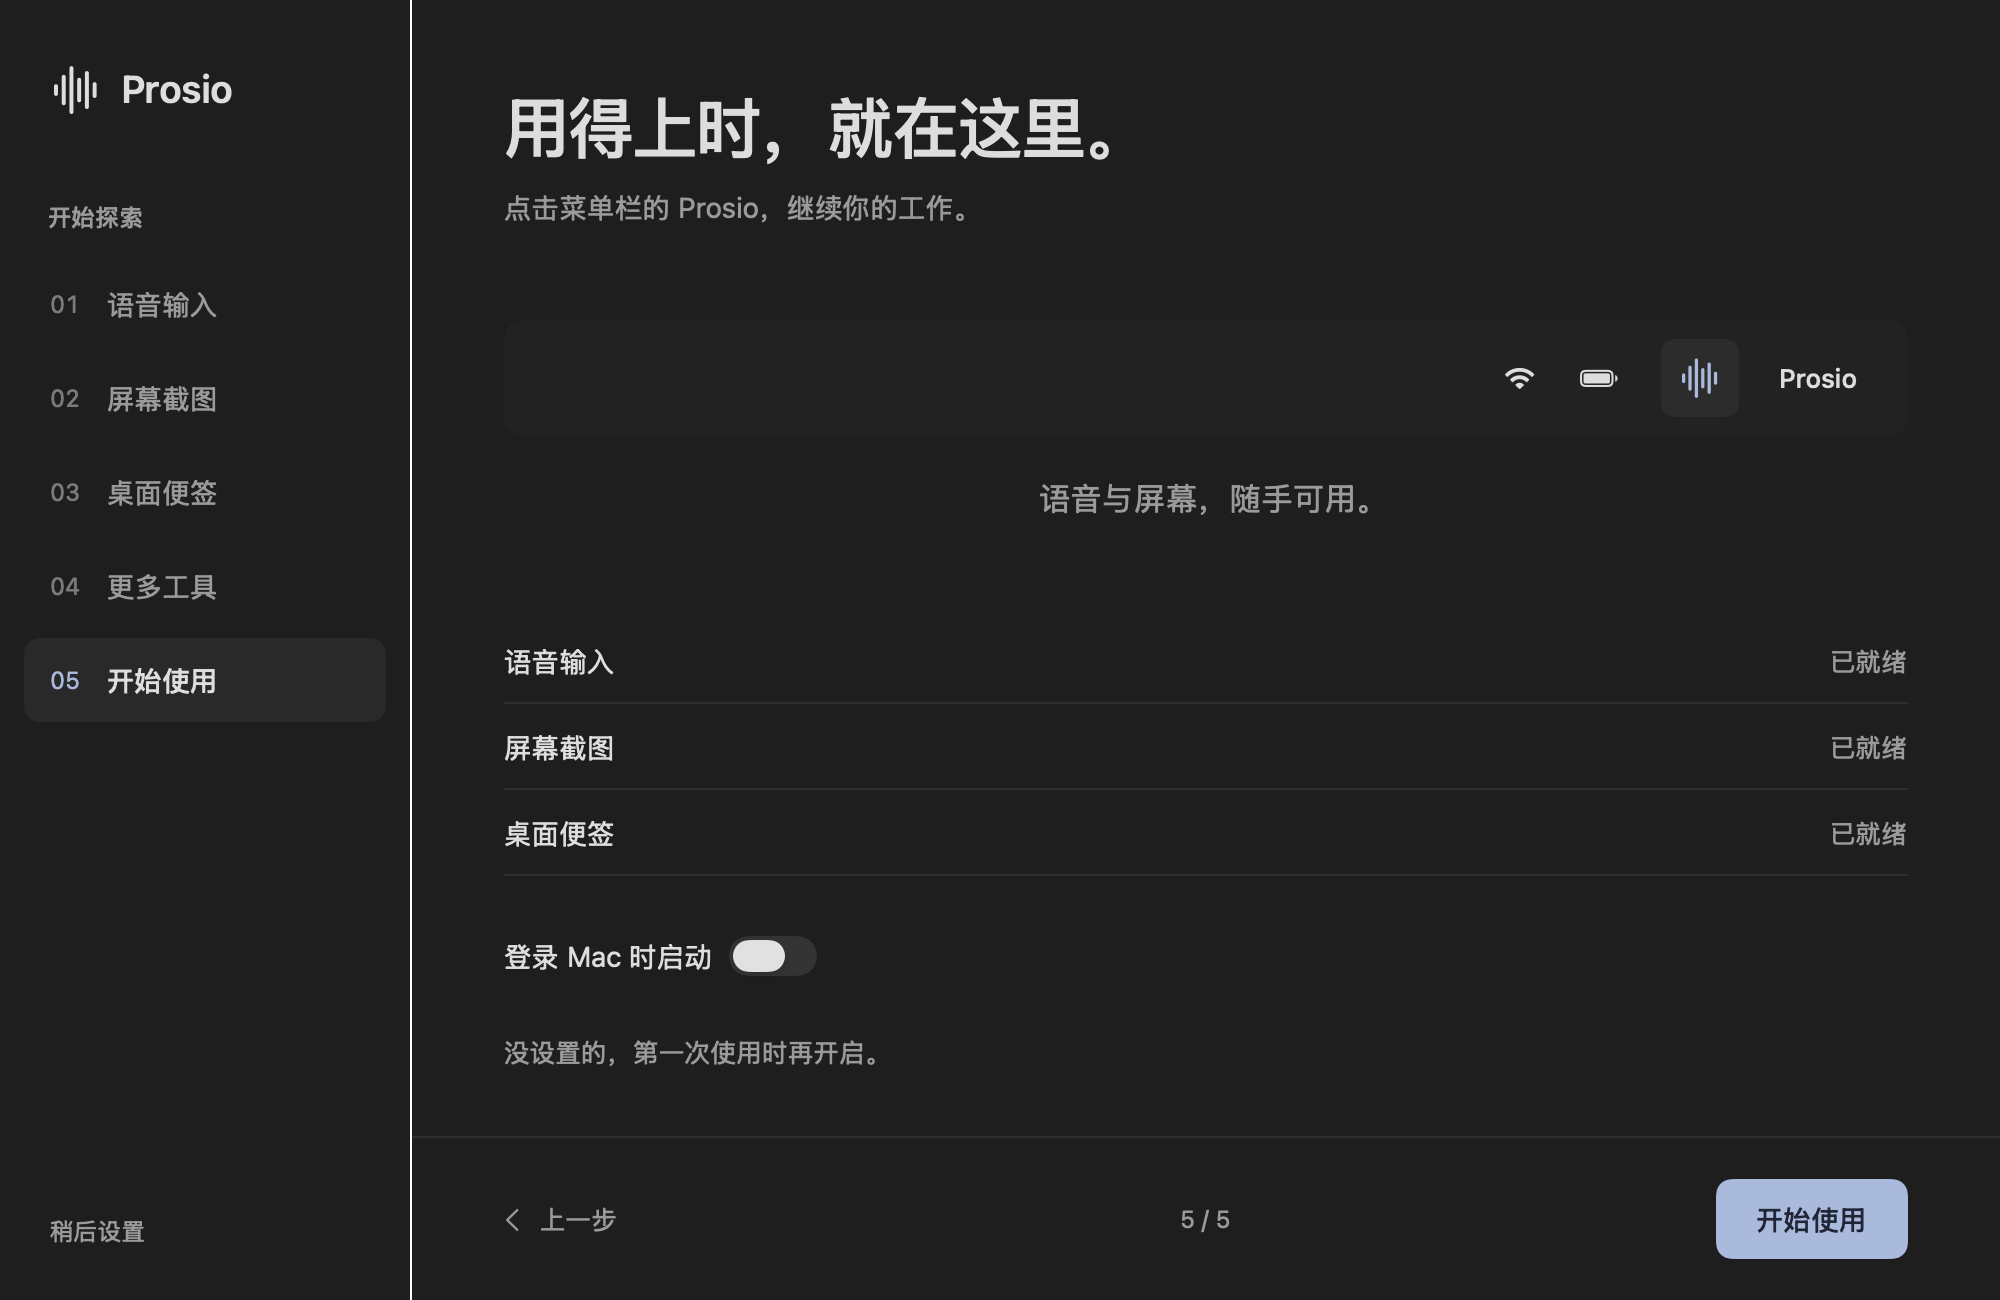 Prosio
开始探索
01 语音输入
02 屏幕截图
03 桌面便签
04 更多工具
05 开始使用
稍后设置
用得上时，就在这里。
点击菜单栏的 Prosio，继续你的工作。
Prosio
语音与屏幕，随手可用。
语音输入 已就绪
屏幕截图 已就绪
桌面便签 已就绪
登录 Mac 时启动
没设置的，第一次使用时再开启。
上一步
5 / 5
开始使用